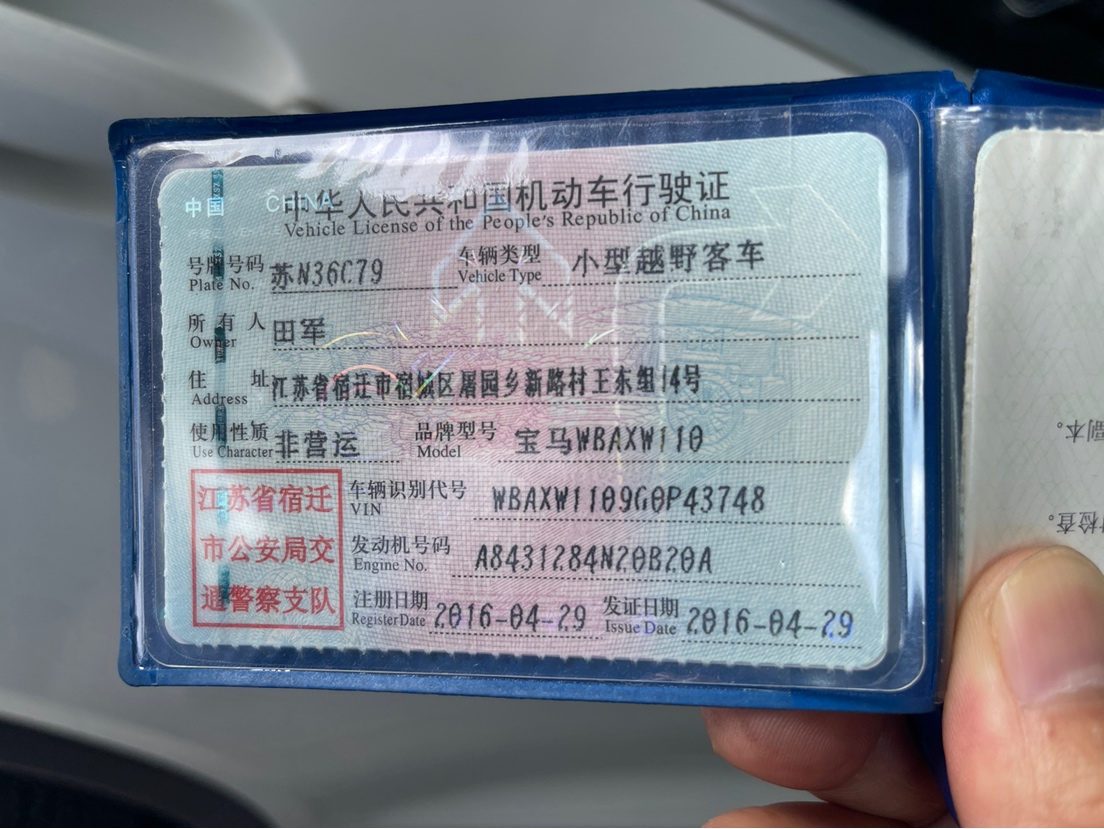 中国 CHINA
中华人民共和国机动车行驶证
Vehicle License of the People's Republic of China
号牌号码 苏N36C79 车辆类型 小型越野客车
Plate No. Vehicle Type
所有人 田军
Owner
住址 江苏省宿迁市宿城区屠园乡新路村王东组14号
Address
使用性质 非营运 品牌型号 宝马WBAXW110
Use Character Model
江苏省宿迁
市公安局交
通警察支队
车辆识别代号 WBAXW1109G0P43748
VIN
发动机号码 A8431284N20B20A
Engine No.
注册日期 2016-04-29 发证日期 2016-04-29
Register Date Issue Date
副本。
检查。